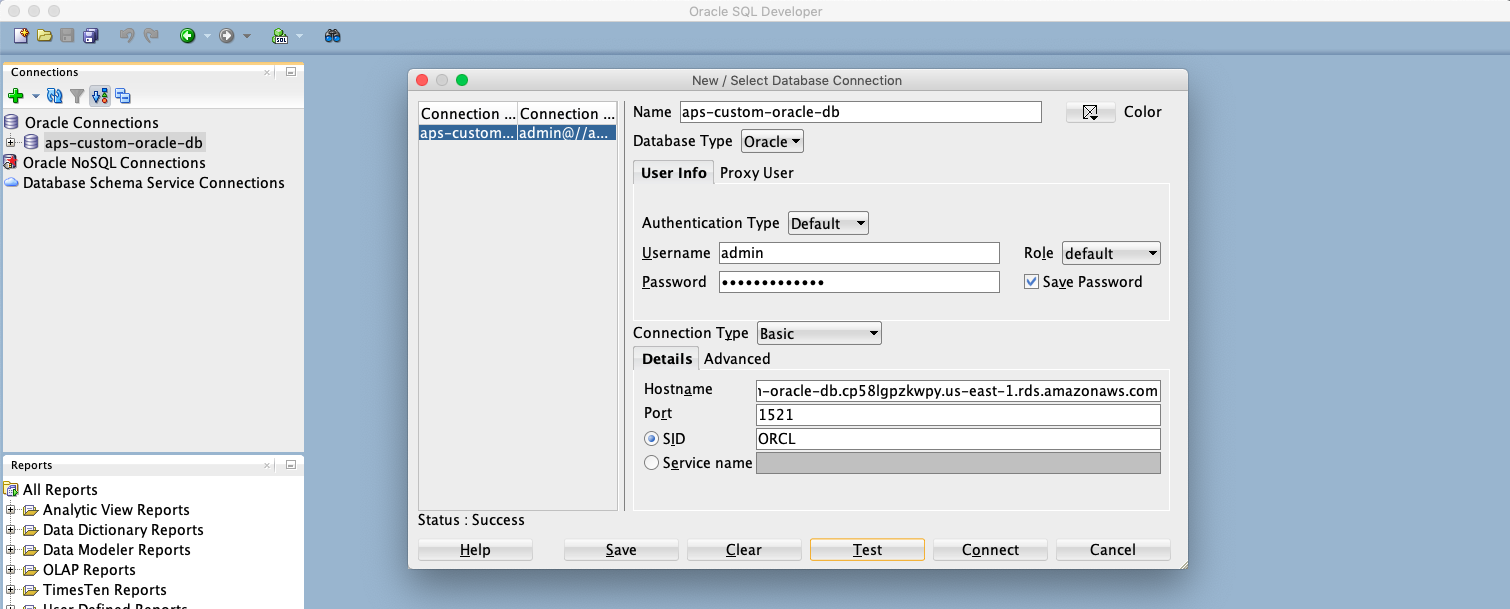 Oracle SQL Developer
Connections
Oracle Connections
aps-custom-oracle-db
Oracle NoSQL Connections
Database Schema Service Connections
Reports
All Reports
Analytic View Reports
Data Dictionary Reports
Data Modeler Reports
OLAP Reports
TimesTen Reports
User Defined Reports
New / Select Database Connection
Connection ... Connection ...
aps-custom... admin@//a...
Name aps-custom-oracle-db Color
Database Type Oracle
User Info Proxy User
Authentication Type Default
Username admin Role default
Password ••••••••••••• Save Password
Connection Type Basic
Details Advanced
Hostname n-oracle-db.cp58lgpzkwpy.us-east-1.rds.amazonaws.com
Port 1521
SID ORCL
Service name
Status : Success
Help Save Clear Test Connect Cancel